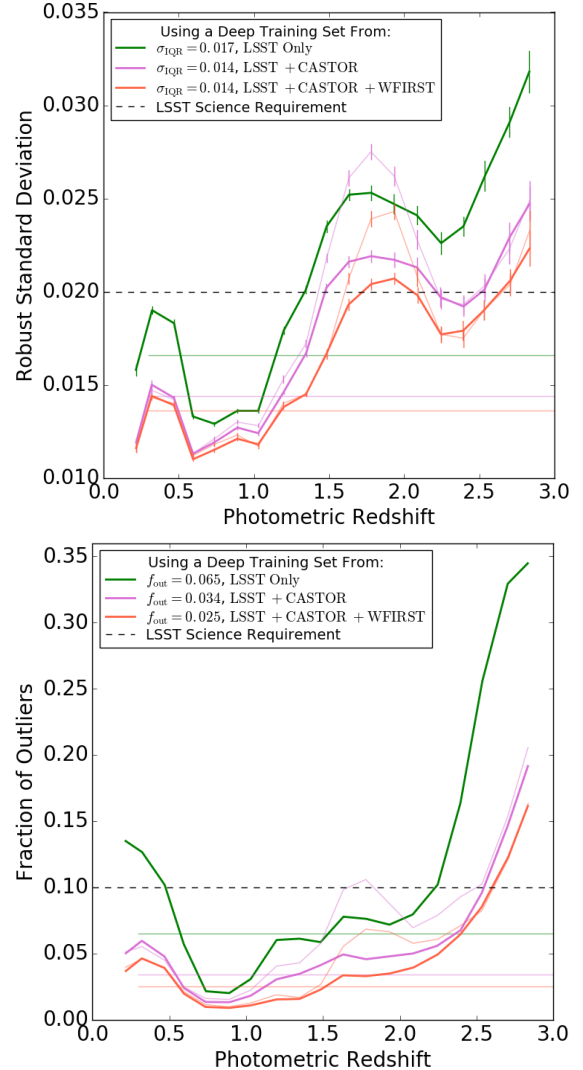 Using a Deep Training Set From:
σIQR = 0.017, LSST Only
σIQR = 0.014, LSST + CASTOR
σIQR = 0.014, LSST + CASTOR + WFIRST
LSST Science Requirement
Robust Standard Deviation
0.035
0.030
0.025
0.020
0.015
0.010
0.0 0.5 1.0 1.5 2.0 2.5 3.0
Photometric Redshift
Using a Deep Training Set From:
fout = 0.065, LSST Only
fout = 0.034, LSST + CASTOR
fout = 0.025, LSST + CASTOR + WFIRST
LSST Science Requirement
Fraction of Outliers
0.35
0.30
0.25
0.20
0.15
0.10
0.05
0.00
0.0 0.5 1.0 1.5 2.0 2.5 3.0
Photometric Redshift